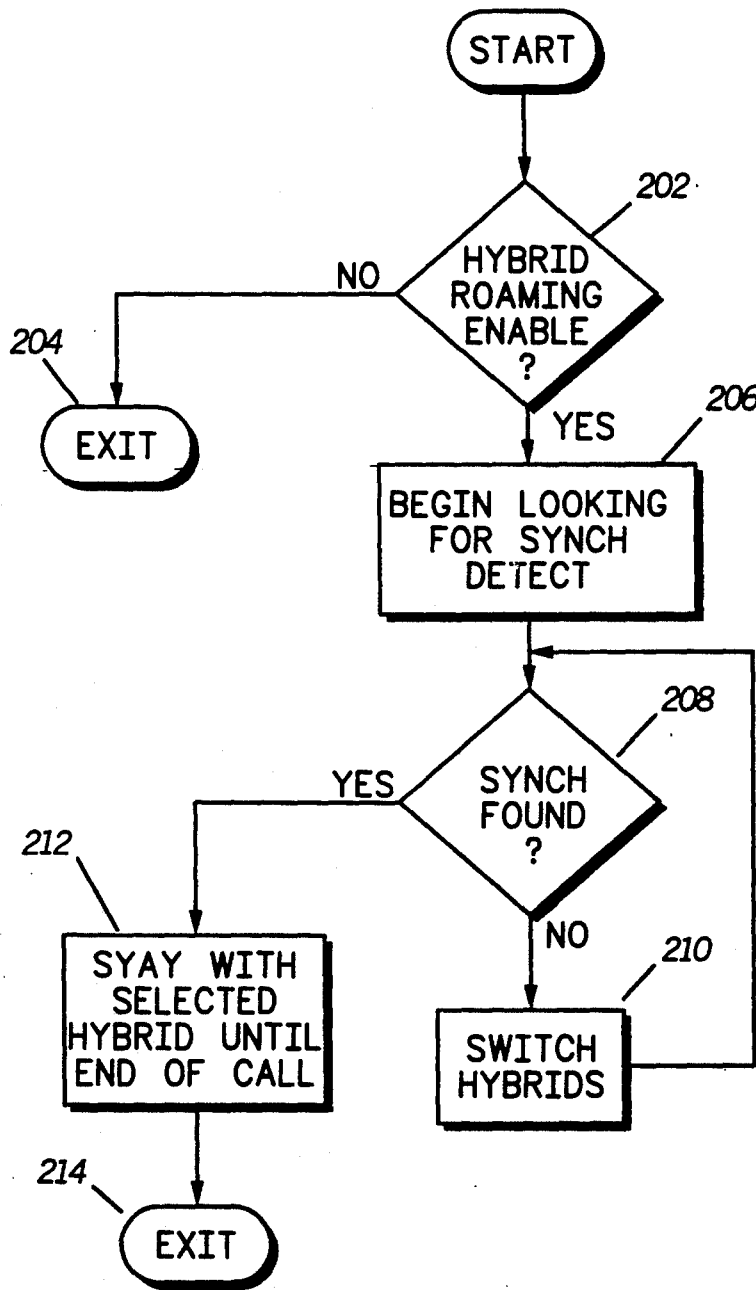 START
202
HYBRID
ROAMING
ENABLE
?
NO
204
EXIT
YES
206
BEGIN LOOKING
FOR SYNCH
DETECT
208
SYNCH
FOUND
?
YES
212
SYAY WITH
SELECTED
HYBRID UNTIL
END OF CALL
NO
210
SWITCH
HYBRIDS
214
EXIT